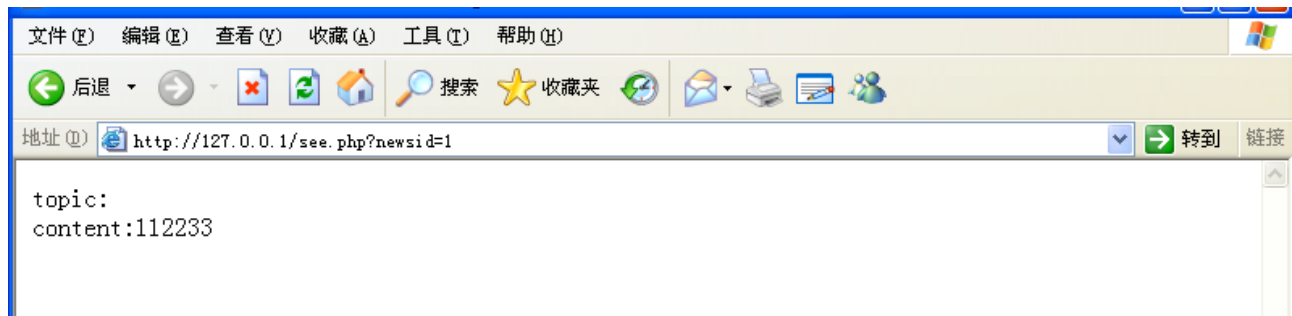 文件(F) 编辑(E) 查看(V) 收藏(A) 工具(T) 帮助(H)
后退 搜索 收藏夹
地址(D) http://127.0.0.1/see.php?newsid=1 转到 链接
topic:
content:112233